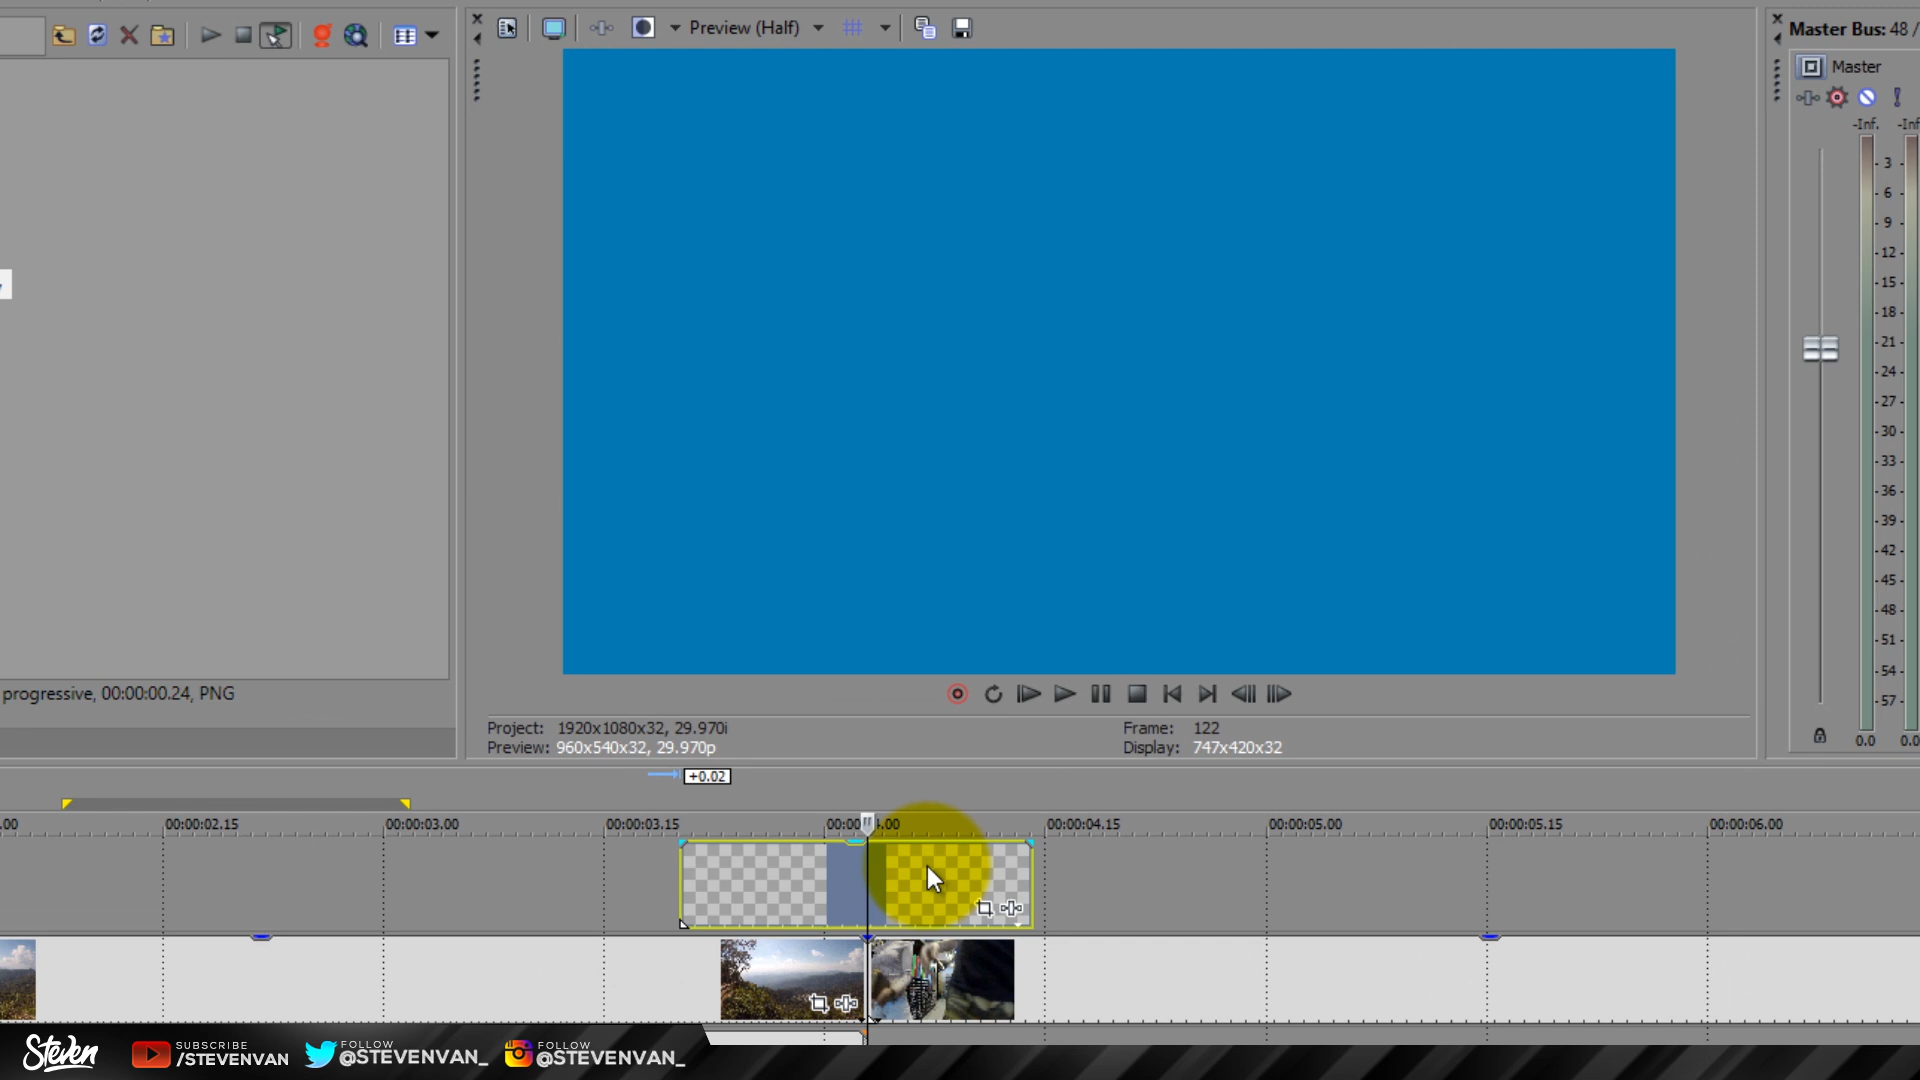 Preview (Half)
Master Bus: 48 /
Master
-Inf. -Inf
3
6
9
12
15
18
21
24
27
30
33
36
39
42
45
48
51
54
57
0.0 0.0
progressive, 00:00:00.24, PNG
Project: 1920x1080x32, 29.970i
Preview: 960x540x32, 29.970p
Frame: 122
Display: 747x420x32
+0.02
.00 00:00:02.15 00:00:03.00 00:00:03.15 00:00 4.00 00:00:04.15 00:00:05.00 00:00:05.15 00:00:06.00
Steven
SUBSCRIBE
/STEVENVAN
FOLLOW
@STEVENVAN_
FOLLOW
@STEVENVAN_